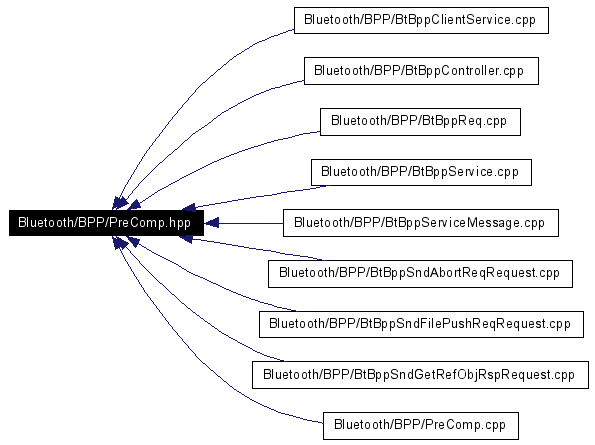 Bluetooth/BPP/BtBppClientService.cpp
Bluetooth/BPP/BtBppController.cpp
Bluetooth/BPP/BtBppReq.cpp
Bluetooth/BPP/BtBppService.cpp
Bluetooth/BPP/PreComp.hpp
Bluetooth/BPP/BtBppServiceMessage.cpp
Bluetooth/BPP/BtBppSndAbortReqRequest.cpp
Bluetooth/BPP/BtBppSndFilePushReqRequest.cpp
Bluetooth/BPP/BtBppSndGetRefObjRspRequest.cpp
Bluetooth/BPP/PreComp.cpp